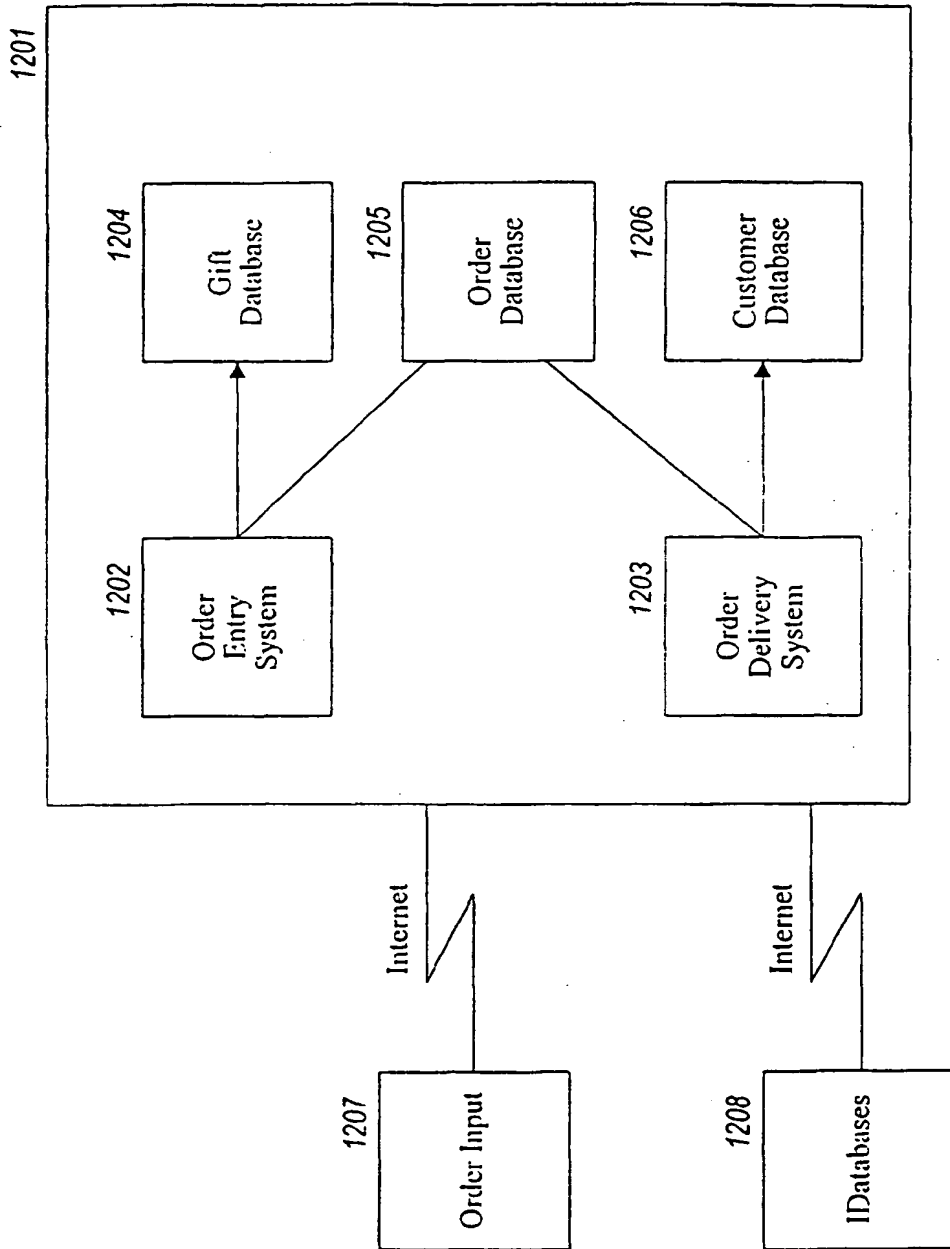 1201
1202
Order
Entry
System
1204
Gift
Database
1205
Order
Database
1203
Order
Delivery
System
1206
Customer
Database
Internet
1207
Order Input
Internet
1208
IDatabases